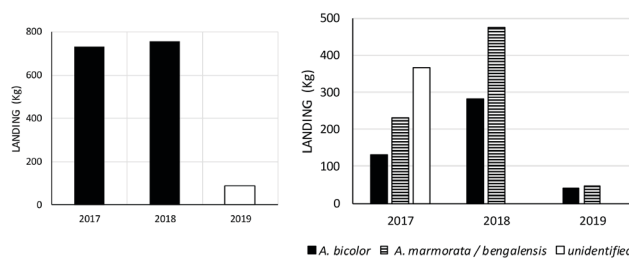 800
600
400
200
0
LANDING (Kg)
2017 2018 2019
500
400
300
200
100
0
LANDING (Kg)
2017 2018 2019
A. bicolor A. marmorata / bengalensis unidentified